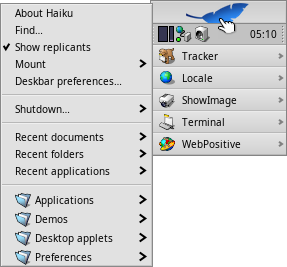 About Haiku
Find...
Show replicants
Mount
Deskbar preferences...
Shutdown...
Recent documents
Recent folders
Recent applications
Applications
Demos
Desktop applets
Preferences
05:10
Tracker
Locale
ShowImage
Terminal
WebPositive